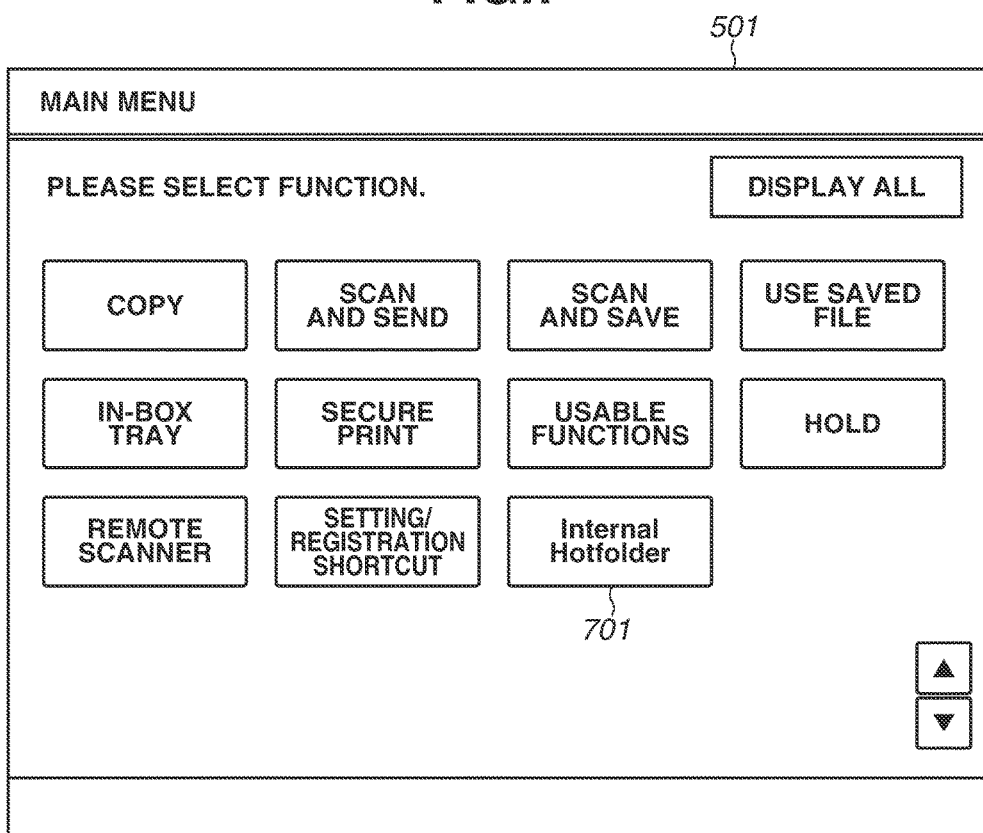 501
MAIN MENU
PLEASE SELECT FUNCTION.
DISPLAY ALL
COPY
SCAN
AND SEND
SCAN
AND SAVE
USE SAVED
FILE
IN-BOX
TRAY
SECURE
PRINT
USABLE
FUNCTIONS
HOLD
REMOTE
SCANNER
SETTING/
REGISTRATION
SHORTCUT
Internal
Hotfolder
701